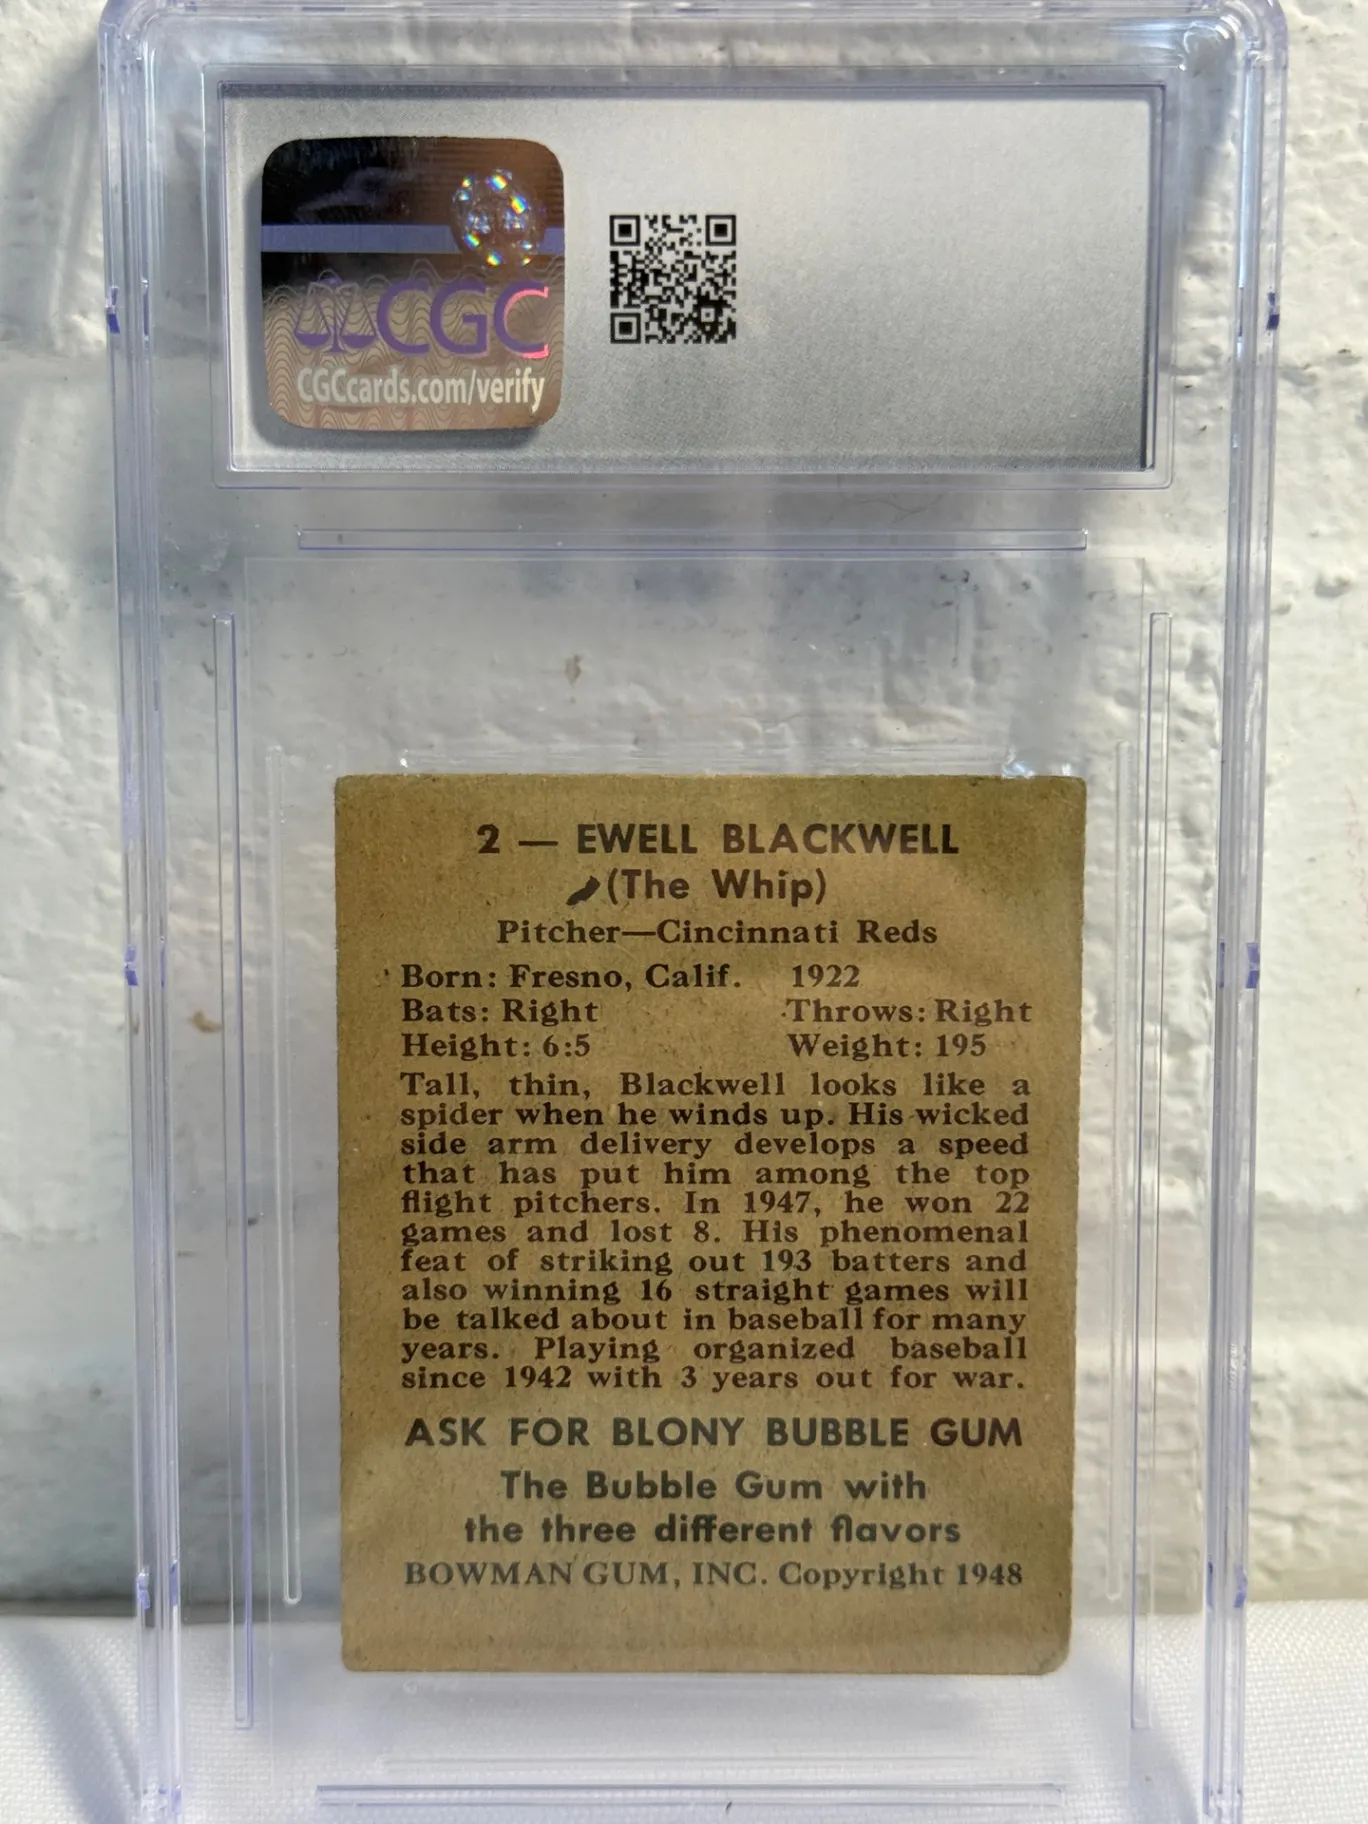 CGC
CGCcards.com/verify
2 — EWELL BLACKWELL
(The Whip)
Pitcher—Cincinnati Reds
Born: Fresno, Calif. 1922
Bats: Right Throws: Right
Height: 6:5 Weight: 195
Tall, thin, Blackwell looks like a
spider when he winds up. His wicked
side arm delivery develops a speed
that has put him among the top
flight pitchers. In 1947, he won 22
games and lost 8. His phenomenal
feat of striking out 193 batters and
also winning 16 straight games will
be talked about in baseball for many
years. Playing organized baseball
since 1942 with 3 years out for war.
ASK FOR BLONY BUBBLE GUM
The Bubble Gum with
the three different flavors
BOWMAN GUM, INC. Copyright 1948